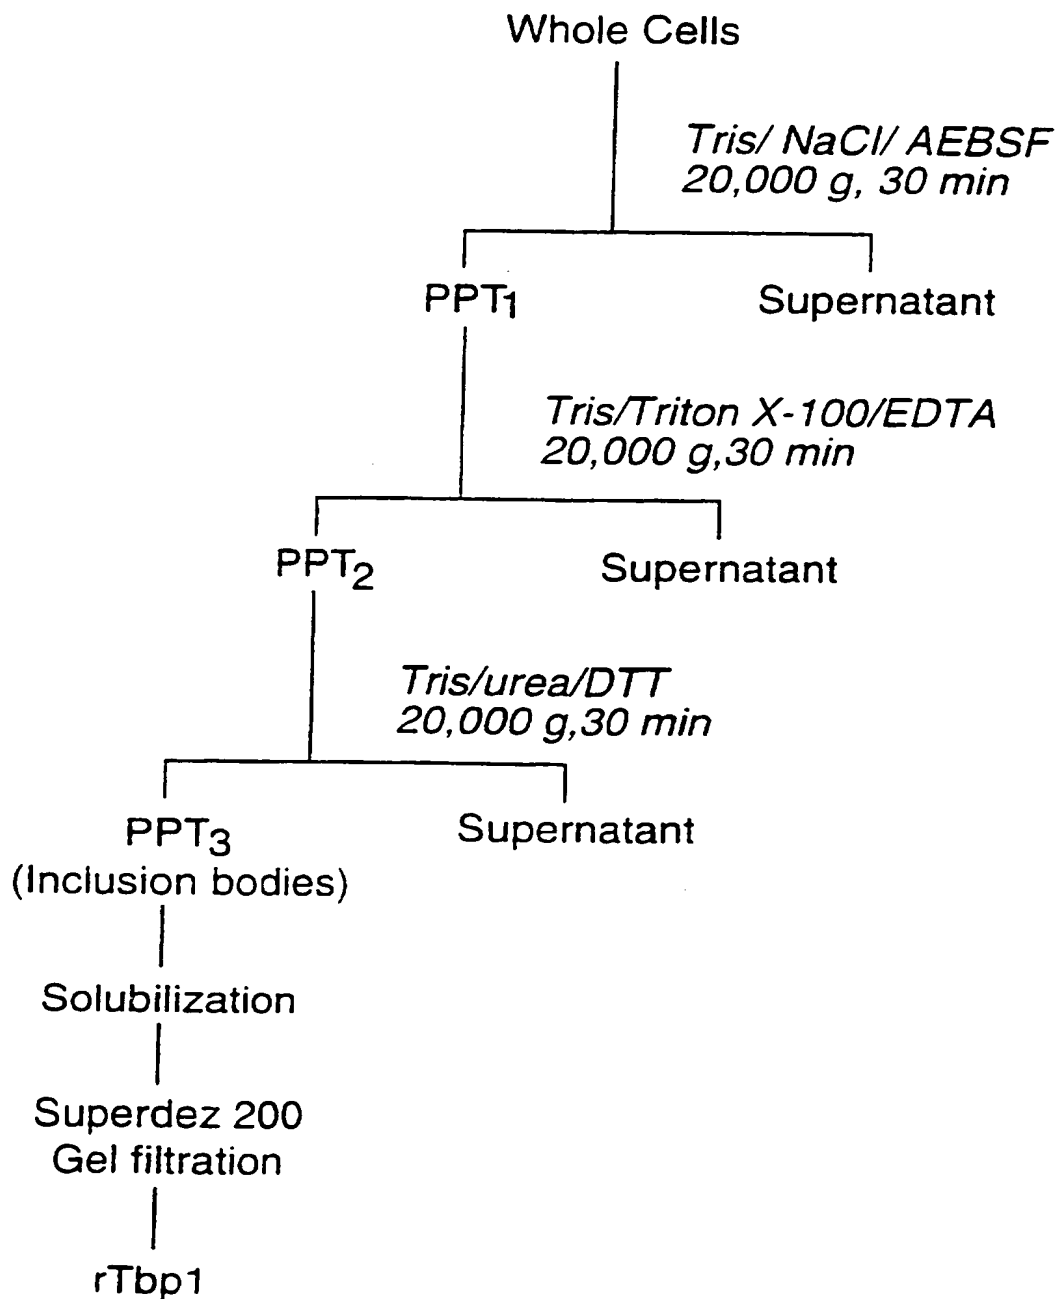 Whole Cells
Tris/ NaCl/ AEBSF
20,000 g, 30 min
PPT1
Supernatant
Tris/Triton X-100/EDTA
20,000 g,30 min
PPT2
Supernatant
Tris/urea/DTT
20,000 g,30 min
PPT3
(Inclusion bodies)
Supernatant
Solubilization
Superdez 200
Gel filtration
rTbp1